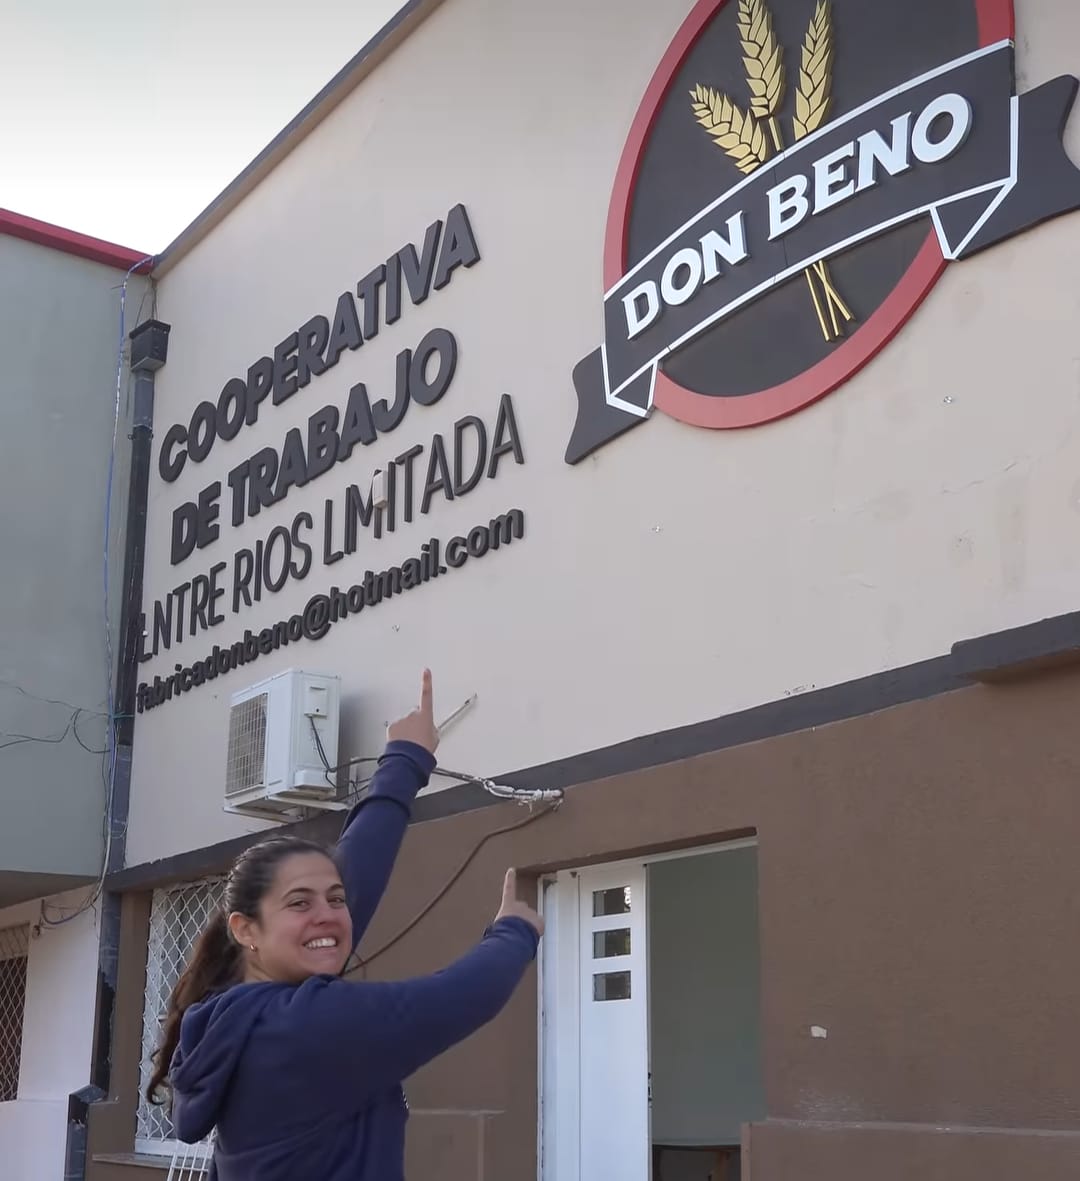 COOPERATIVA
DE TRABAJO
ENTRE RIOS LIMITADA
fabricadonbeno@hotmail.com
DON BENO